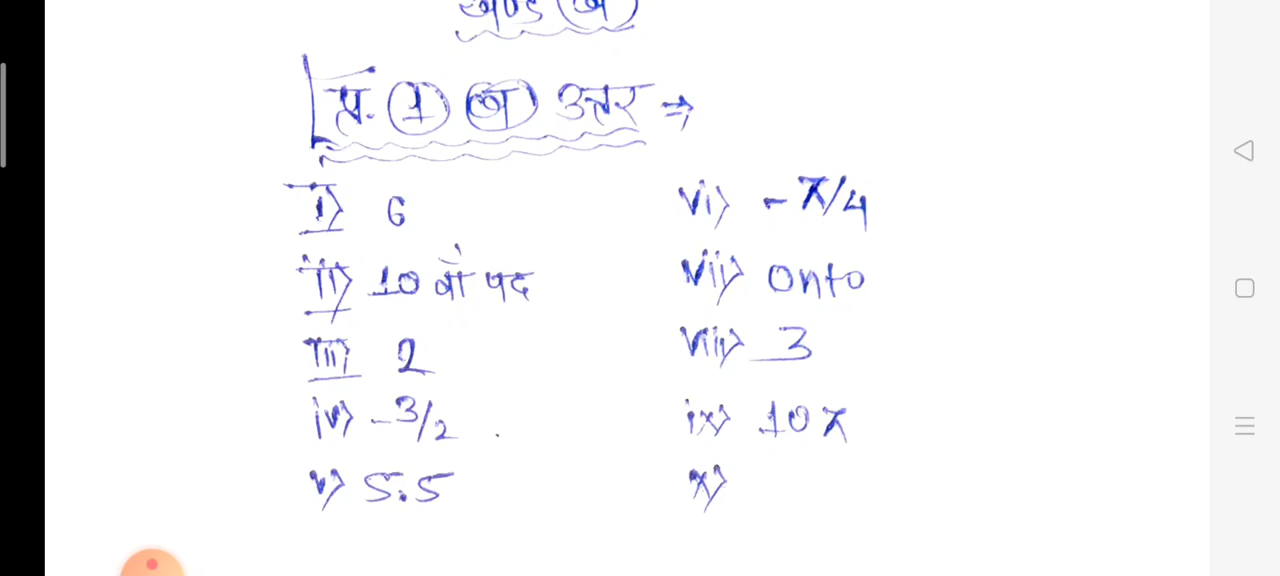 खण्ड (ब)
प्र. (1) (ब) उत्तर ⇒
i) 6
ii) 10 वाँ पद
iii) 2
iv) -3/2
v) 5.5
vi) -π/4
vii) onto
viii) 3
ix) 10π
x)